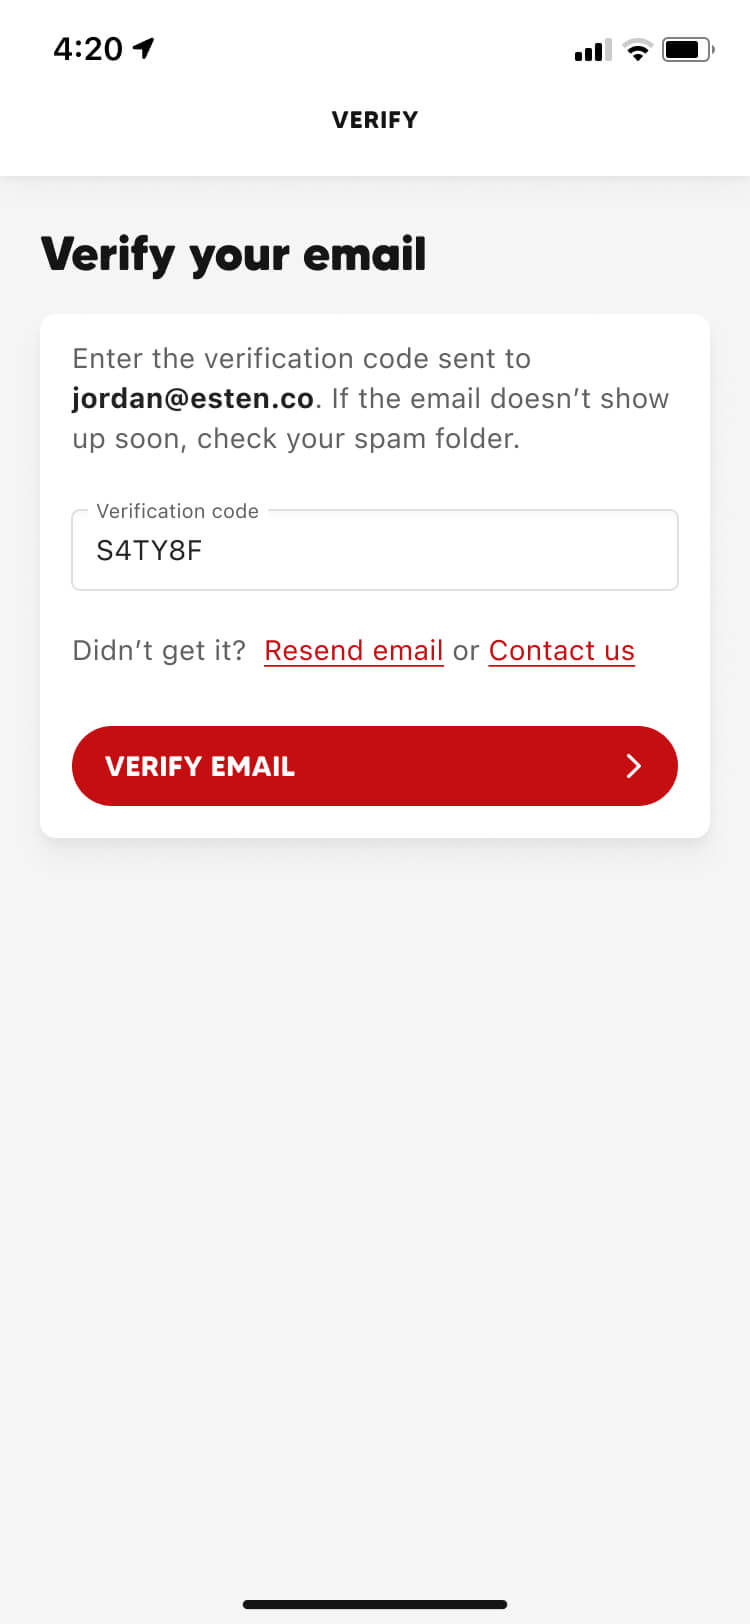 4:20
VERIFY
Verify your email
Enter the verification code sent to
jordan@esten.co. If the email doesn’t show
up soon, check your spam folder.
Verification code
S4TY8F
Didn’t get it? Resend email or Contact us
VERIFY EMAIL